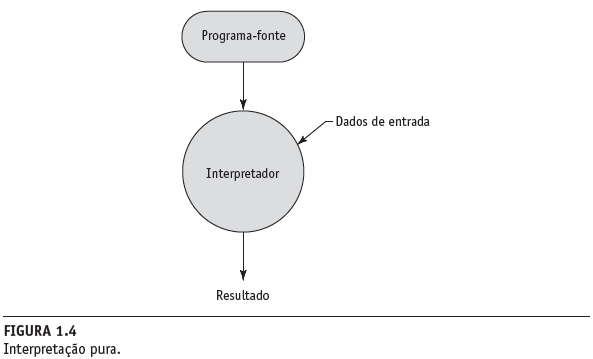 Programa-fonte
Dados de entrada
Interpretador
Resultado
FIGURA 1.4
Interpretação pura.